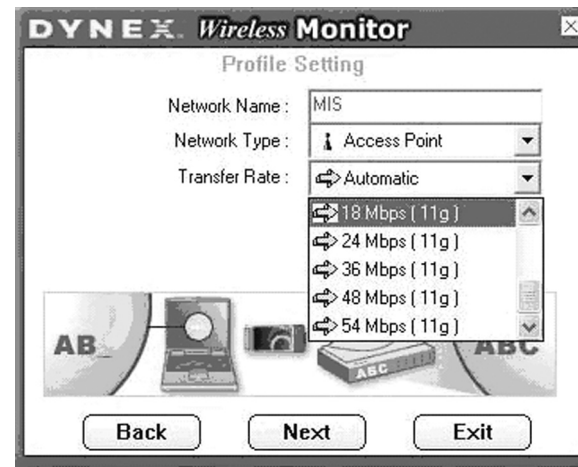 DYNEX Wireless Monitor
Profile Setting
Network Name : MIS
Network Type : Access Point
Transfer Rate : Automatic
18 Mbps ( 11g )
24 Mbps ( 11g )
36 Mbps ( 11g )
48 Mbps ( 11g )
54 Mbps ( 11g )
AB_
ABC
ABC
Back Next Exit